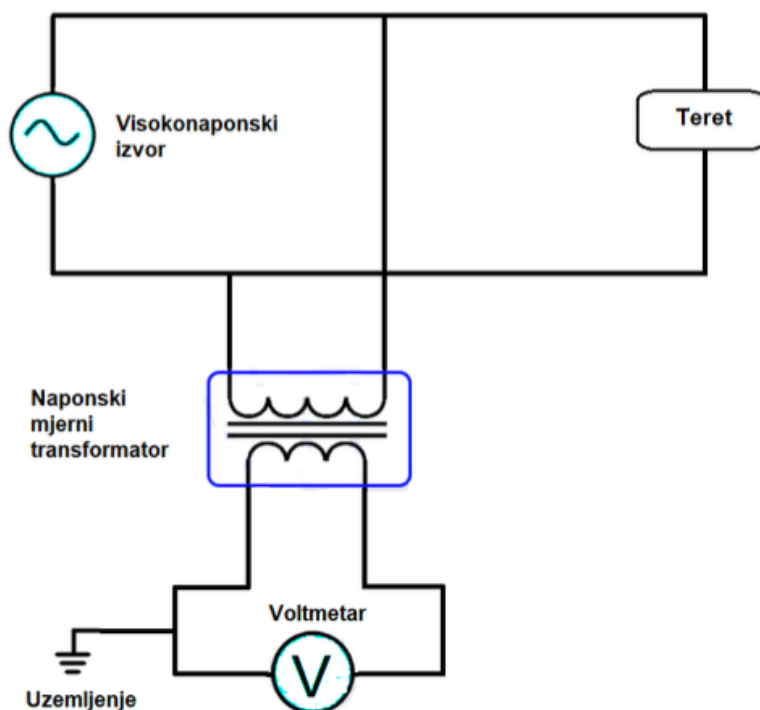 Visokonaponski
izvor
Teret
Naponski
mjerni
transformator
Voltmetar
V
Uzemljenje